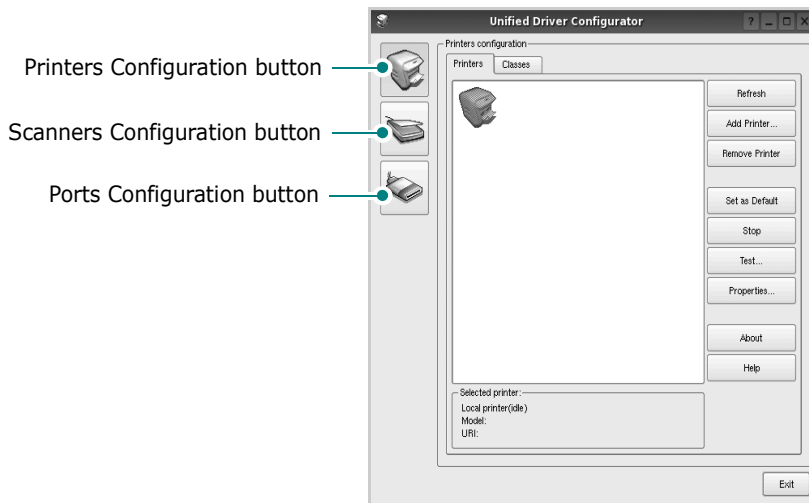 Unified Driver Configurator
?
Printers Configuration button
Scanners Configuration button
Ports Configuration button
Printers configuration
Printers
Classes
Refresh
Add Printer...
Remove Printer
Set as Default
Stop
Test...
Properties...
About
Help
Selected printer:
Local printer(idle)
Model:
URI:
Exit